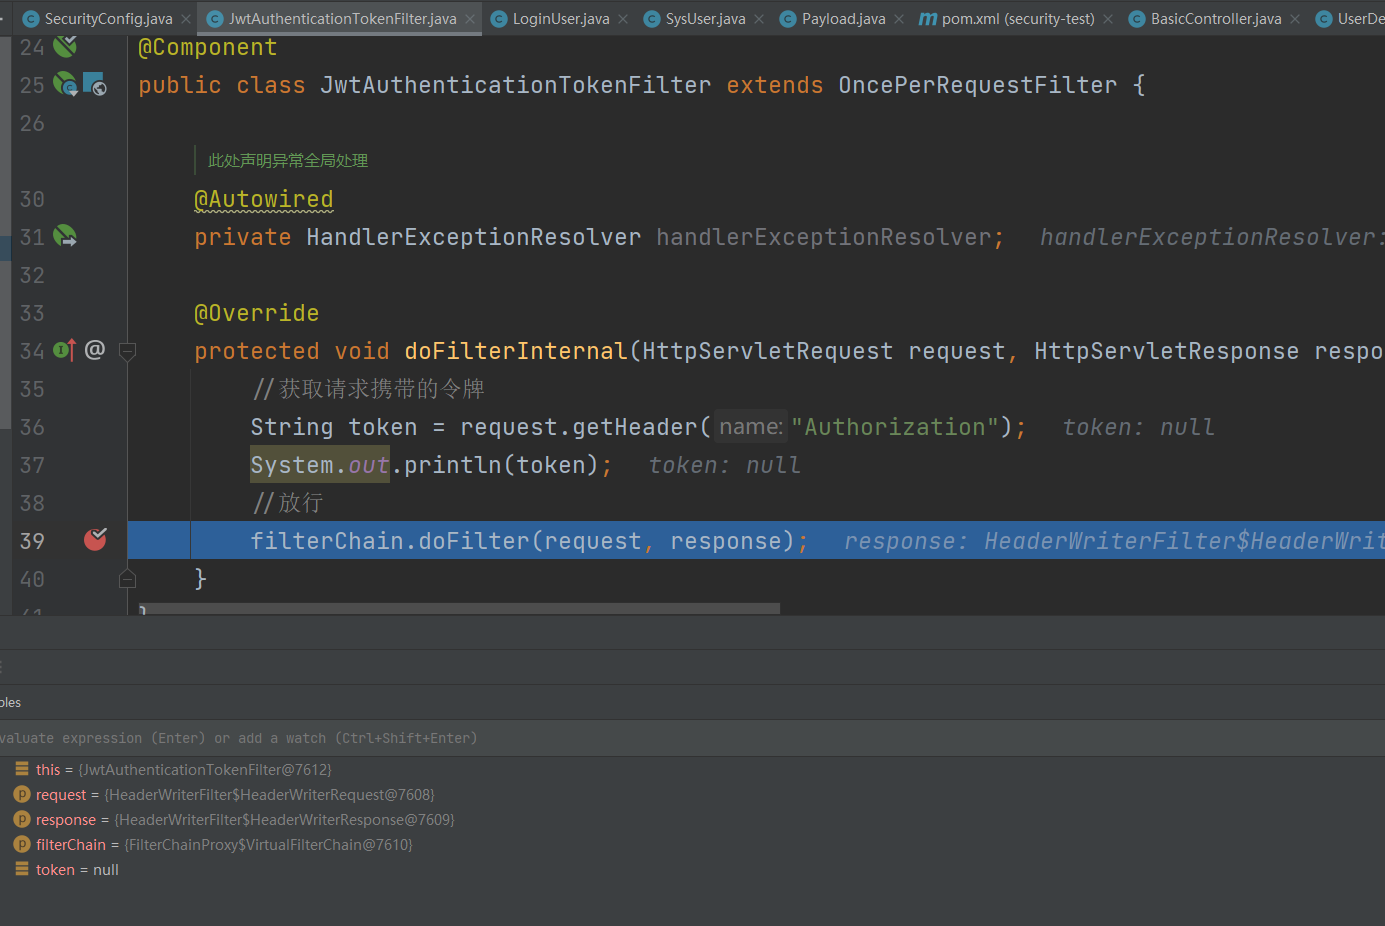 SecurityConfig.java JwtAuthenticationTokenFilter.java LoginUser.java SysUser.java Payload.java pom.xml (security-test) BasicController.java UserDe
24 @Component
25 public class JwtAuthenticationTokenFilter extends OncePerRequestFilter {
26
此处声明异常全局处理
30 @Autowired
31 private HandlerExceptionResolver handlerExceptionResolver; handlerExceptionResolver:
32
33 @Override
34 protected void doFilterInternal(HttpServletRequest request, HttpServletResponse respo
35 //获取请求携带的令牌
36 String token = request.getHeader( name: "Authorization"); token: null
37 System.out.println(token); token: null
38 //放行
39 filterChain.doFilter(request, response); response: HeaderWriterFilter$HeaderWrit
40 }
41 }
bles
valuate expression (Enter) or add a watch (Ctrl+Shift+Enter)
this = {JwtAuthenticationTokenFilter@7612}
request = {HeaderWriterFilter$HeaderWriterRequest@7608}
response = {HeaderWriterFilter$HeaderWriterResponse@7609}
filterChain = {FilterChainProxy$VirtualFilterChain@7610}
token = null